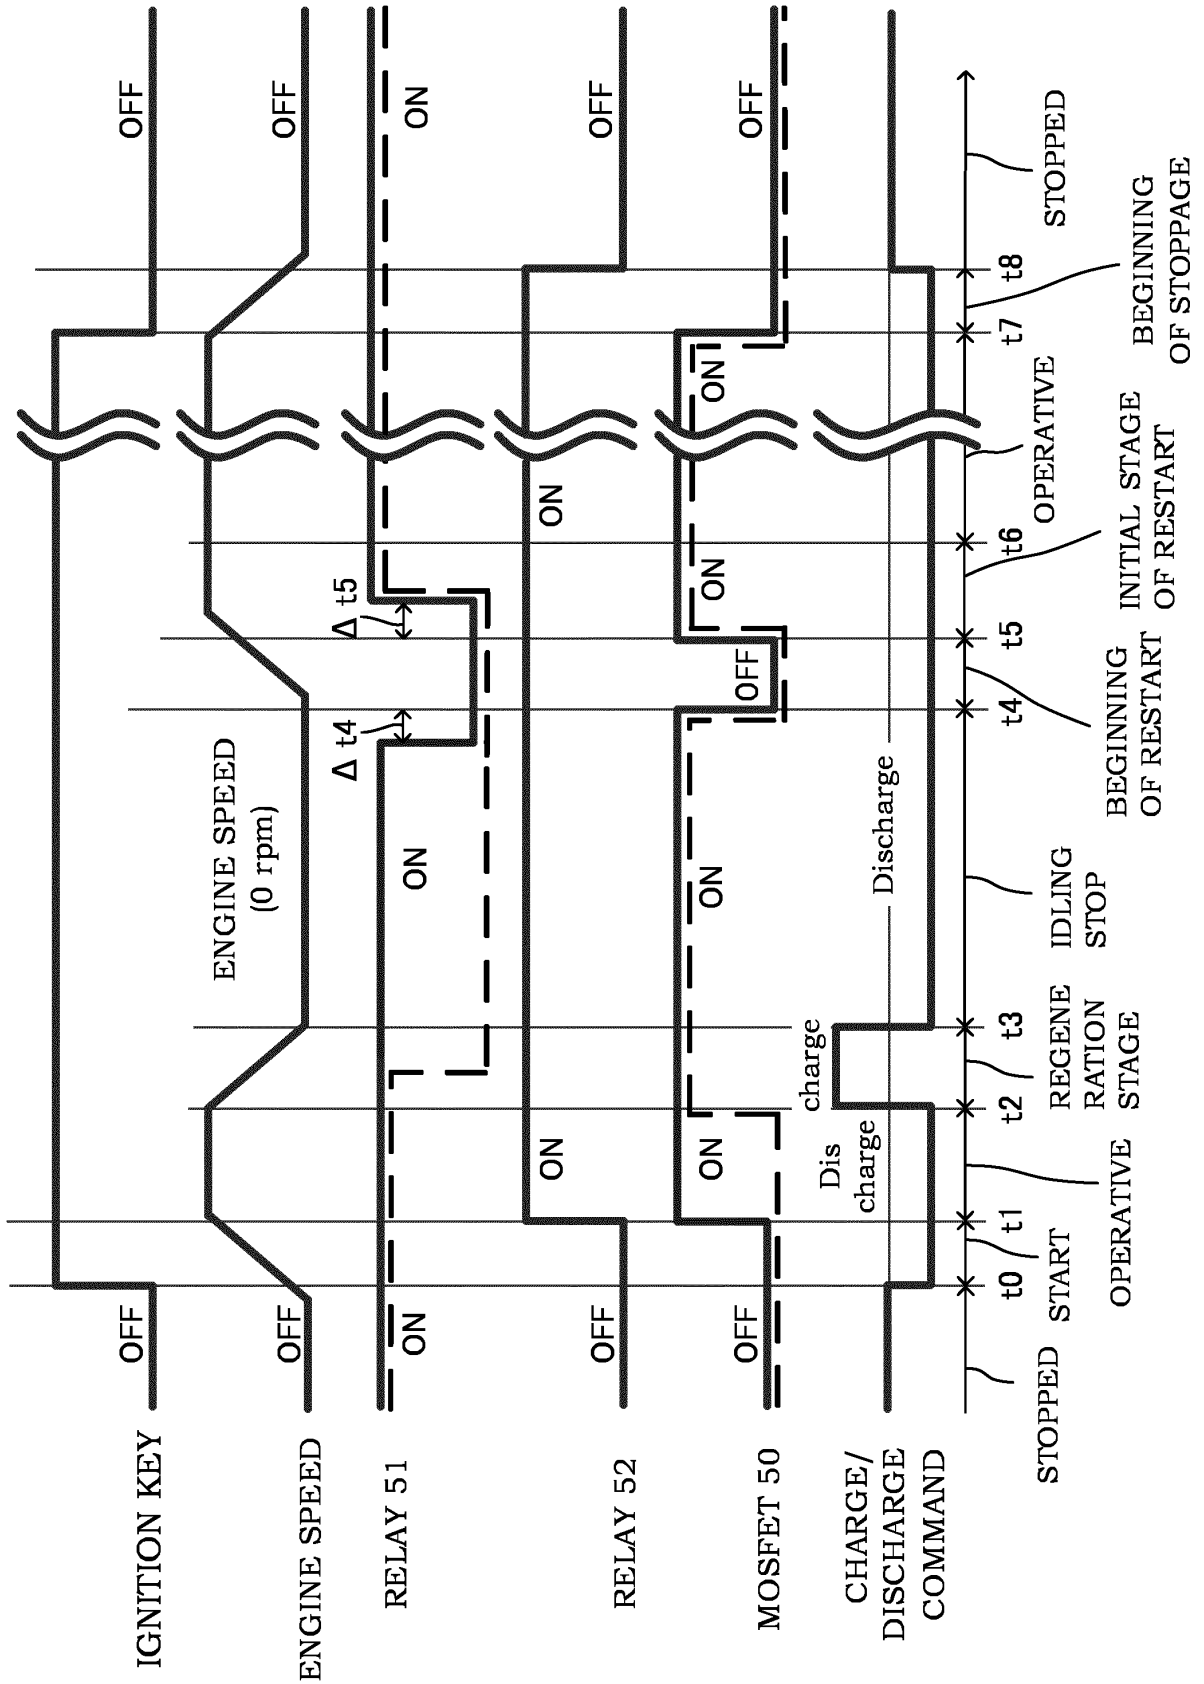 IGNITION KEY
OFF
OFF
ENGINE SPEED
OFF
ENGINE SPEED
(0 rpm)
OFF
RELAY 51
ON
ON
Δ t4
Δ t5
ON
RELAY 52
OFF
ON
ON
OFF
MOSFET 50
OFF
ON
ON
OFF
ON
ON
OFF
CHARGE/
DISCHARGE
COMMAND
Dis
charge
charge
Discharge
t0
t1
t2
t3
t4
t5
t6
t7
t8
STOPPED
START
OPERATIVE
REGENE
RATION
STAGE
IDLING
STOP
BEGINNING
OF RESTART
INITIAL STAGE
OF RESTART
OPERATIVE
BEGINNING
OF STOPPAGE
STOPPED